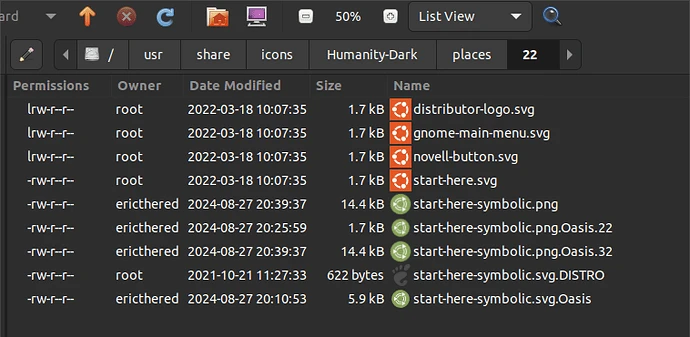 ard 50% List View
/ usr share icons Humanity-Dark places 22
Permissions Owner Date Modified Size Name
lrw-r--r-- root 2022-03-18 10:07:35 1.7 kB distributor-logo.svg
lrw-r--r-- root 2022-03-18 10:07:35 1.7 kB gnome-main-menu.svg
lrw-r--r-- root 2022-03-18 10:07:35 1.7 kB novell-button.svg
-rw-r--r-- root 2022-03-18 10:07:35 1.7 kB start-here.svg
-rw-r--r-- ericthered 2024-08-27 20:39:37 14.4 kB start-here-symbolic.png
-rw-r--r-- ericthered 2024-08-27 20:25:59 1.7 kB start-here-symbolic.png.Oasis.22
-rw-r--r-- ericthered 2024-08-27 20:39:37 14.4 kB start-here-symbolic.png.Oasis.32
-rw-r--r-- root 2021-10-21 11:27:33 622 bytes start-here-symbolic.svg.DISTRO
-rw-r--r-- ericthered 2024-08-27 20:10:53 5.9 kB start-here-symbolic.svg.Oasis